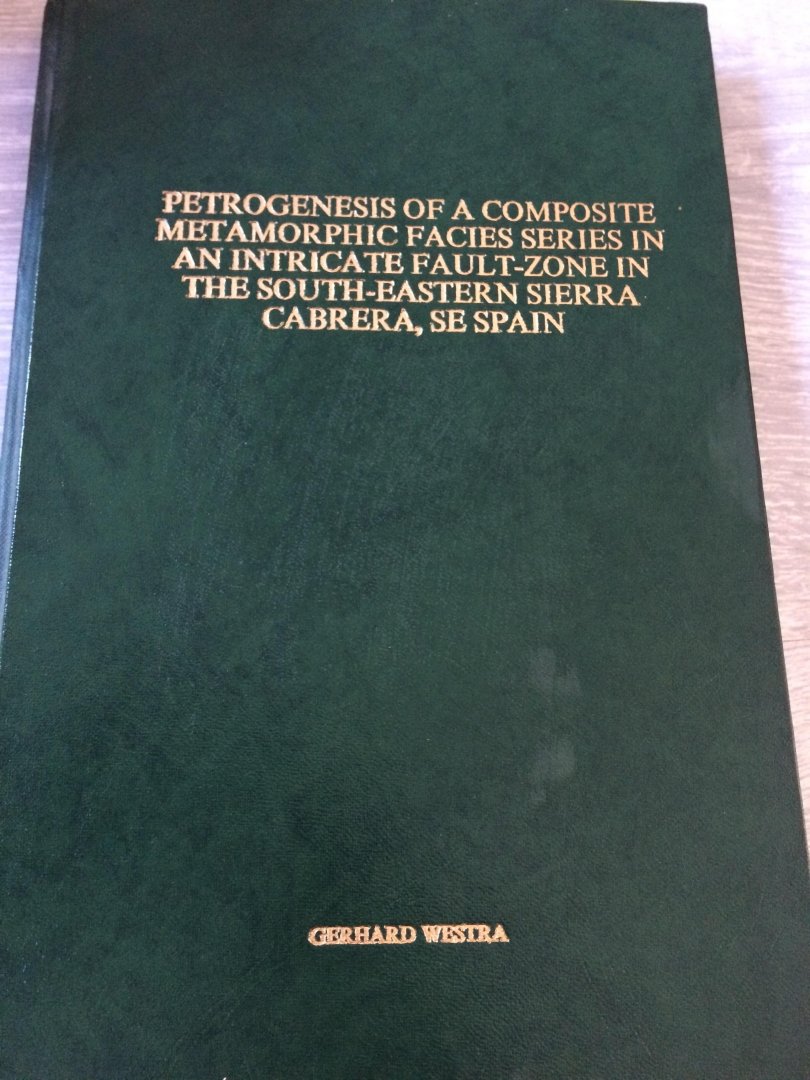 PETROGENESIS OF A COMPOSITE
METAMORPHIC FACIES SERIES IN
AN INTRICATE FAULT-ZONE IN
THE SOUTH-EASTERN SIERRA
CABRERA, SE SPAIN
GERHARD WESTRA